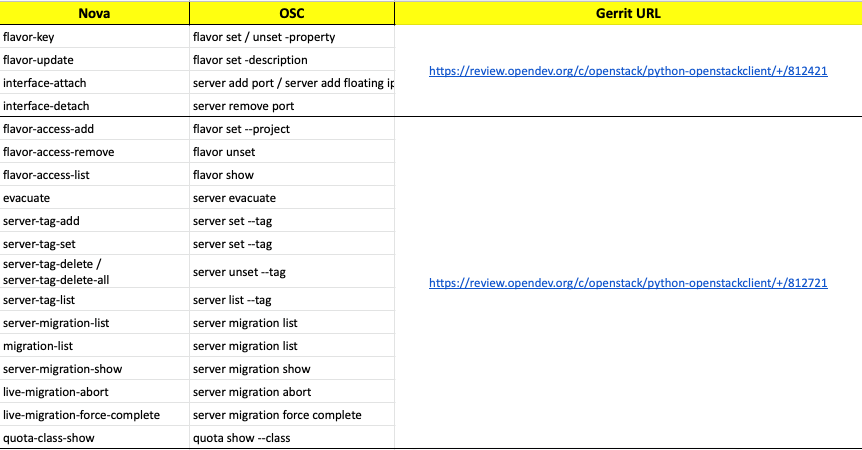 Nova OSC Gerrit URL
flavor-key flavor set / unset -property
flavor-update flavor set -description
https://review.opendev.org/c/openstack/python-openstackclient/+/812421
interface-attach server add port / server add floating ip
interface-detach server remove port
flavor-access-add flavor set --project
flavor-access-remove flavor unset
flavor-access-list flavor show
evacuate server evacuate
server-tag-add server set --tag
server-tag-set server set --tag
server-tag-delete /
server-tag-delete-all server unset --tag
https://review.opendev.org/c/openstack/python-openstackclient/+/812721
server-tag-list server list --tag
server-migration-list server migration list
migration-list server migration list
server-migration-show server migration show
live-migration-abort server migration abort
live-migration-force-complete server migration force complete
quota-class-show quota show --class